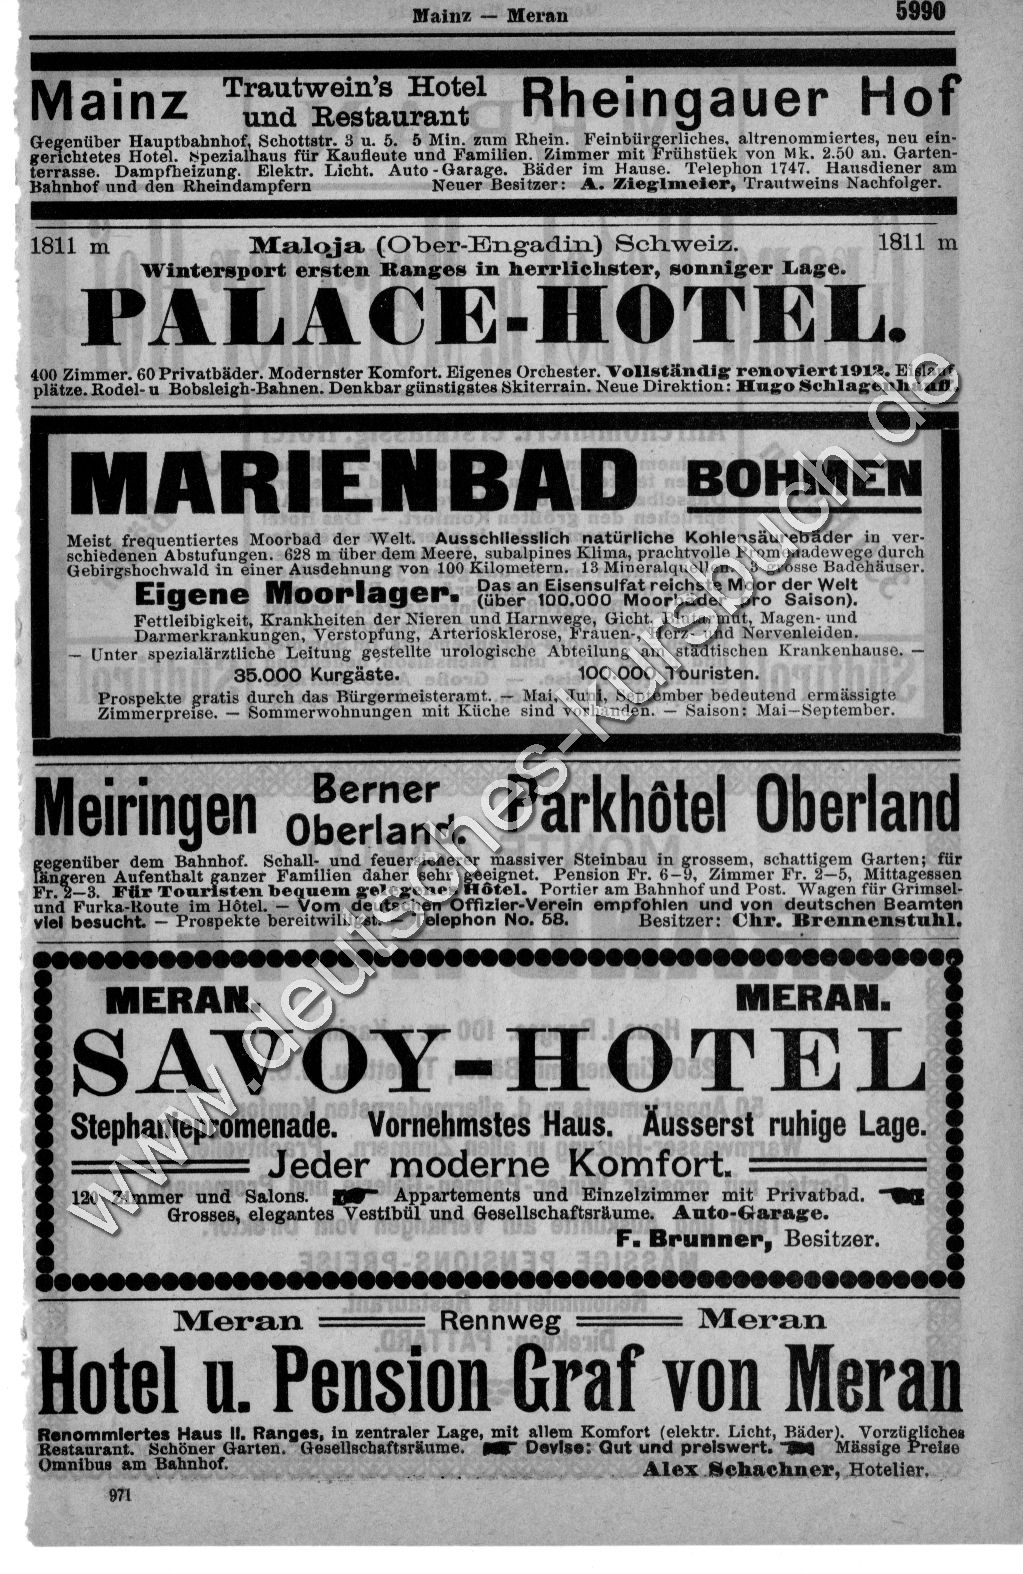 Mainz — Meran
5990
Mainz Trautwein's Hotel und Restaurant Rheingauer Hof
Gegenüber Hauptbahnhof, Schottstr. 3 u. 5. 5 Min. zum Rhein. Feinbürgerliches, altrenommiertes, neu ein-
gerichtetes Hotel. Spezialhaus für Kaufleute und Familien. Zimmer mit Frühstück von Mk. 2.50 an. Garten-
terrasse. Dampfheizung. Elektr. Licht. Auto-Garage. Bäder im Hause. Telephon 1747. Hausdiener am
Bahnhof und den Rheindampfern Neuer Besitzer: A. Zieglmeier, Trautweins Nachfolger.
1811 m Maloja (Ober-Engadin) Schweiz. 1811 m
Wintersport ersten Ranges in herrlichster, sonniger Lage.
PALACE-HOTEL.
400 Zimmer. 60 Privatbäder. Modernster Komfort. Eigenes Orchester. Vollständig renoviert 1912. Eislauf-
plätze. Rodel- u Bobsleigh-Bahnen. Denkbar günstigstes Skiterrain. Neue Direktion: Hugo Schlagenhauff.
MARIENBAD BÖHMEN
Meist frequentiertes Moorbad der Welt. Ausschliesslich natürliche Kohlensäurebäder in ver-
schiedenen Abstufungen. 628 m über dem Meere, subalpines Klima, prachtvolle Promenadewege durch
Gebirgshochwald in einer Ausdehnung von 100 Kilometern. 13 Mineralquellen. 3 grosse Badehäuser.
Eigene Moorlager. Das an Eisensulfat reichste Moor der Welt
(über 100.000 Moorbäder pro Saison).
Fettleibigkeit, Krankheiten der Nieren und Harnwege, Gicht, Blutarmut, Magen- und
Darmerkrankungen, Verstopfung, Arteriosklerose, Frauen-, Herz- und Nervenleiden.
— Unter spezialärztliche Leitung gestellte urologische Abteilung am städtischen Krankenhause. —
35.000 Kurgäste. 100.000 Touristen.
Prospekte gratis durch das Bürgermeisteramt. — Mai, Juni, September bedeutend ermässigte
Zimmerpreise. — Sommerwohnungen mit Küche sind vorhanden. — Saison: Mai—September.
Meiringen Berner Oberland. Parkhôtel Oberland
gegenüber dem Bahnhof. Schall- und feuersicherer massiver Steinbau in grossem, schattigem Garten; für
längeren Aufenthalt ganzer Familien daher sehr geeignet. Pension Fr. 6—9, Zimmer Fr. 2—5, Mittagessen
Fr. 2—3. Für Touristen bequem gelegenes Hôtel. Portier am Bahnhof und Post. Wagen für Grimsel-
und Furka-Route im Hôtel. — Vom deutschen Offizier-Verein empfohlen und von deutschen Beamten
viel besucht. — Prospekte bereitwilligst. Telephon No. 58. Besitzer: Chr. Brennenstuhl.
MERAN. MERAN.
SAVOY-HOTEL
Stephaniepromenade. Vornehmstes Haus. Äusserst ruhige Lage.
Jeder moderne Komfort.
120 Zimmer und Salons. Appartements und Einzelzimmer mit Privatbad.
Grosses, elegantes Vestibül und Gesellschaftsräume. Auto-Garage.
F. Brunner, Besitzer.
Meran Rennweg Meran
Hotel u. Pension Graf von Meran
Renommiertes Haus II. Ranges, in zentraler Lage, mit allem Komfort (elektr. Licht, Bäder). Vorzügliches
Restaurant. Schöner Garten. Gesellschaftsräume. Devise: Gut und preiswert. Mässige Preise
Omnibus am Bahnhof.
Alex Schachner, Hotelier.
971
www.deutsches-kursbuch.de